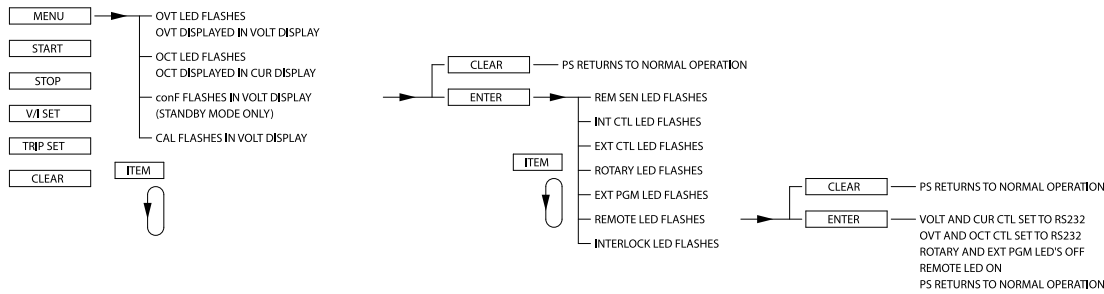 MENU
START
STOP
V/I SET
TRIP SET
CLEAR
OVT LED FLASHES
OVT DISPLAYED IN VOLT DISPLAY
OCT LED FLASHES
OCT DISPLAYED IN CUR DISPLAY
conF FLASHES IN VOLT DISPLAY
(STANDBY MODE ONLY)
CAL FLASHES IN VOLT DISPLAY
ITEM
CLEAR
PS RETURNS TO NORMAL OPERATION
ENTER
REM SEN LED FLASHES
INT CTL LED FLASHES
EXT CTL LED FLASHES
ROTARY LED FLASHES
EXT PGM LED FLASHES
REMOTE LED FLASHES
INTERLOCK LED FLASHES
ITEM
CLEAR
PS RETURNS TO NORMAL OPERATION
ENTER
VOLT AND CUR CTL SET TO RS232
OVT AND OCT CTL SET TO RS232
ROTARY AND EXT PGM LED'S OFF
REMOTE LED ON
PS RETURNS TO NORMAL OPERATION